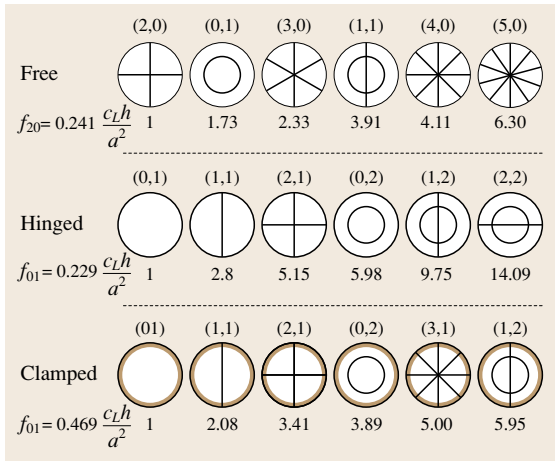 (2,0) (0,1) (3,0) (1,1) (4,0) (5,0)
Free
f20= 0.241 cLh/a² 1 1.73 2.33 3.91 4.11 6.30
(0,1) (1,1) (2,1) (0,2) (1,2) (2,2)
Hinged
f01= 0.229 cLh/a² 1 2.8 5.15 5.98 9.75 14.09
(01) (1,1) (2,1) (0,2) (3,1) (1,2)
Clamped
f01= 0.469 cLh/a² 1 2.08 3.41 3.89 5.00 5.95